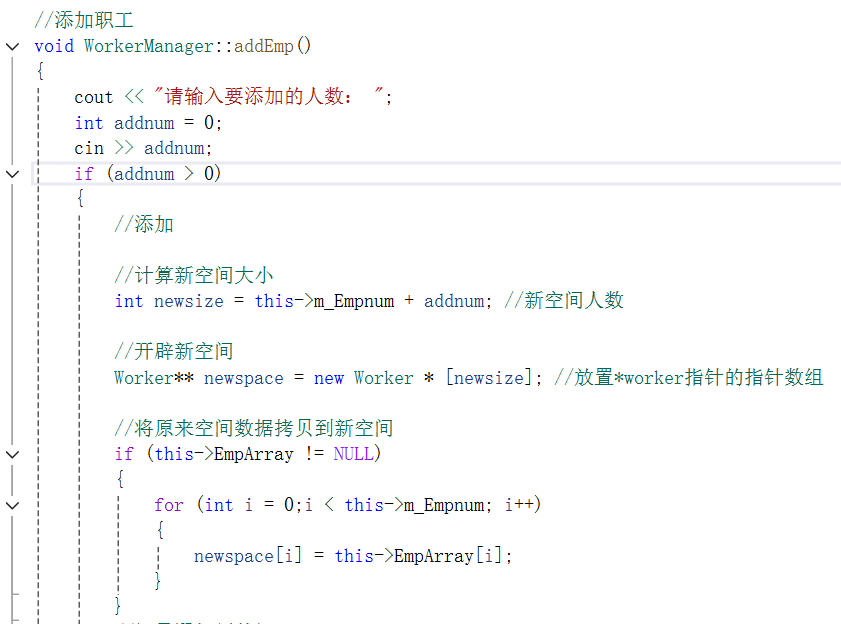 //添加职工
void WorkerManager::addEmp()
{
cout << "请输入要添加的人数： ";
int addnum = 0;
cin >> addnum;
if (addnum > 0)
{
//添加
//计算新空间大小
int newsize = this->m_Empnum + addnum; //新空间人数
//开辟新空间
Worker** newspace = new Worker * [newsize]; //放置*worker指针的指针数组
//将原来空间数据拷贝到新空间
if (this->EmpArray != NULL)
{
for (int i = 0;i < this->m_Empnum; i++)
{
newspace[i] = this->EmpArray[i];
}
}